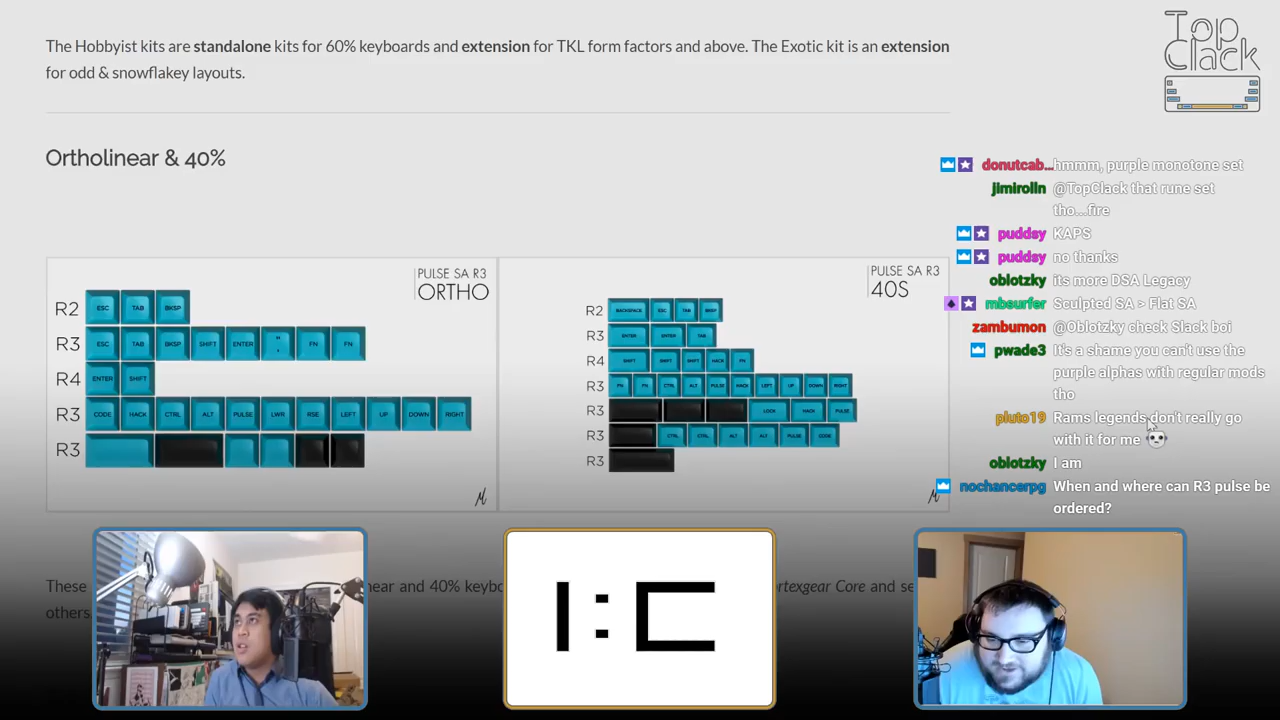 The Hobbyist kits are standalone kits for 60% keyboards and extension for TKL form factors and above. The Exotic kit is an extension
for odd & snowflakey layouts.
Top
Clack
Ortholinear & 40%
PULSE SA R3
ORTHO
R2 ESC TAB BKSP
R3 ESC TAB BKSP SHIFT ENTER " , FN FN
R4 ENTER SHIFT
R3 CODE HACK CTRL ALT PULSE LWR RSE LEFT UP DOWN RIGHT
R3
PULSE SA R3
40S
R2 BACKSPACE ESC TAB BKSP
R3 ENTER ENTER TAB
R4 SHIFT SHIFT SHIFT HACK FN
R3 FN FN CTRL ALT PULSE HACK LEFT UP DOWN RIGHT
R3 LOCK HACK PULSE
R3 CTRL CTRL ALT ALT PULSE CODE
R3
donutcab... hmmm, purple monotone set
jimirolln @TopClack that rune set
tho...fire
puddsy KAPS
puddsy no thanks
oblotzky its more DSA Legacy
mbsurfer Sculpted SA > Flat SA
zambumon @Oblotzky check Slack boi
pwade3 It's a shame you can't use the
purple alphas with regular mods
tho
pluto19 Rams legends don't really go
with it for me
oblotzky I am
nochancerpg When and where can R3 pulse be
ordered?
These
near and 40% keybo
ortexgear Core and se
others